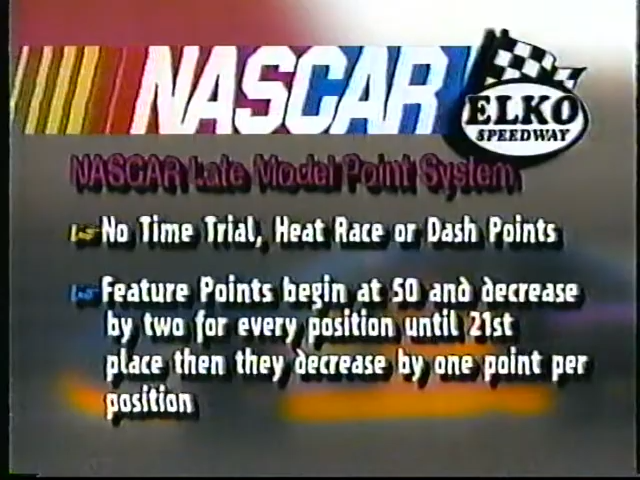 NASCAR
ELKO
SPEEDWAY
NASCAR Late Model Point System
No Time Trial, Heat Race or Dash Points
Feature Points begin at 50 and decrease
by two for every position until 21st
place then they decrease by one point per
position